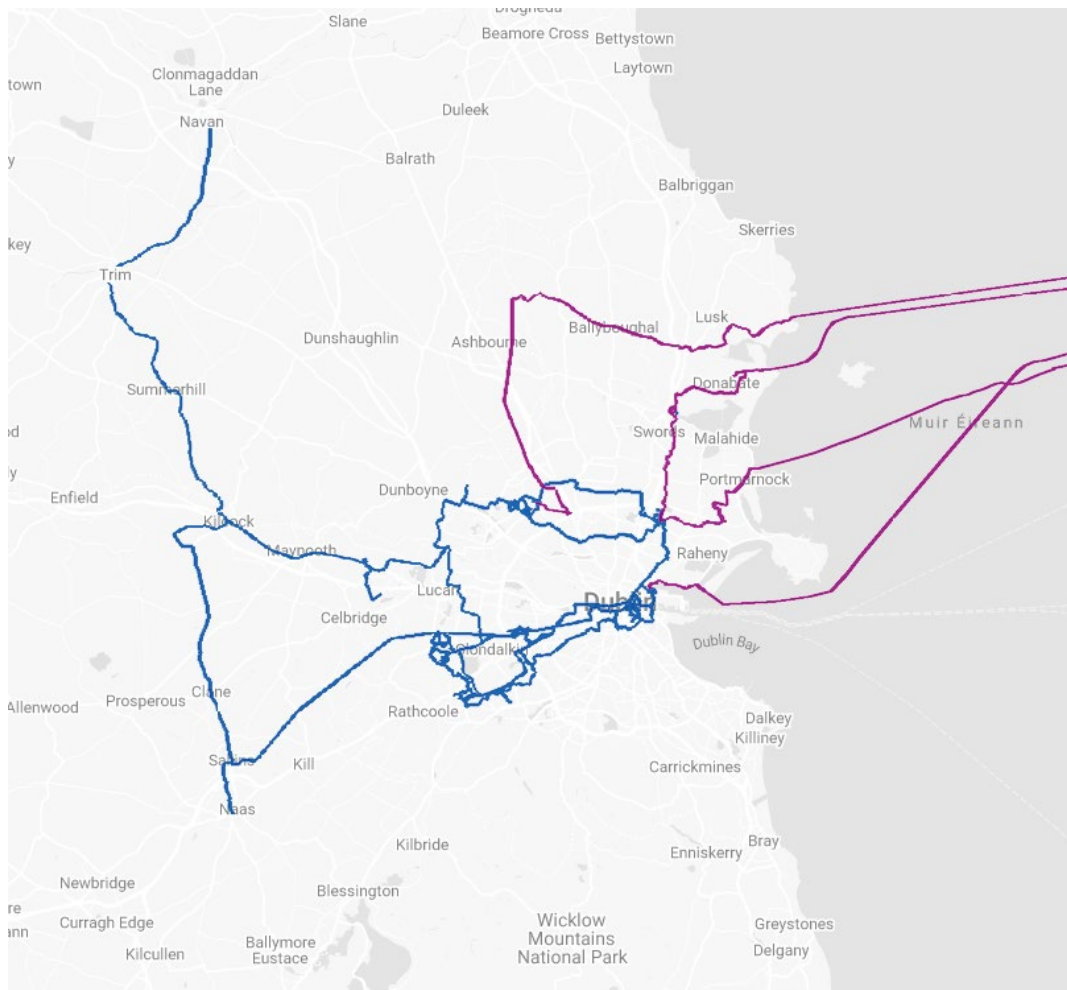 Drogheda
Slane
Beamore Cross
Bettystown
Laytown
Clonmagaddan
Lane
town
Duleek
Navan
Balrath
Balbriggan
Skerries
key
Trim
Lusk
Ballyboughal
Dunshaughlin
Ashbourne
Summerhill
Donabate
Swords
Malahide
Muir Éireann
Portmarnock
Dunboyne
Enfield
Kilcock
Maynooth
Raheny
Lucan
Dublin
Celbridge
Dublin Bay
Clondalkin
Clane
Prosperous
Allenwood
Rathcoole
Dalkey
Killiney
Sallins
Kill
Carrickmines
Naas
Kilbride
Bray
Enniskerry
Newbridge
Blessington
Curragh Edge
Wicklow
Mountains
National Park
Greystones
Ballymore
Eustace
Delgany
Kilcullen